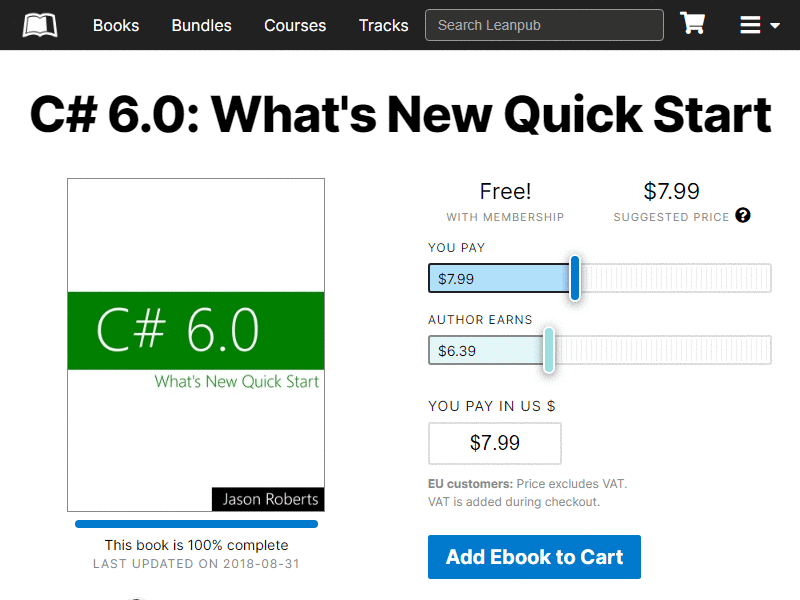 Books Bundles Courses Tracks Search Leanpub
C# 6.0: What's New Quick Start
C# 6.0
What's New Quick Start
Jason Roberts
This book is 100% complete
LAST UPDATED ON 2018-08-31
Free! $7.99
WITH MEMBERSHIP SUGGESTED PRICE ?
YOU PAY
$7.99
AUTHOR EARNS
$6.39
YOU PAY IN US $
$7.99
EU customers: Price excludes VAT.
VAT is added during checkout.
Add Ebook to Cart